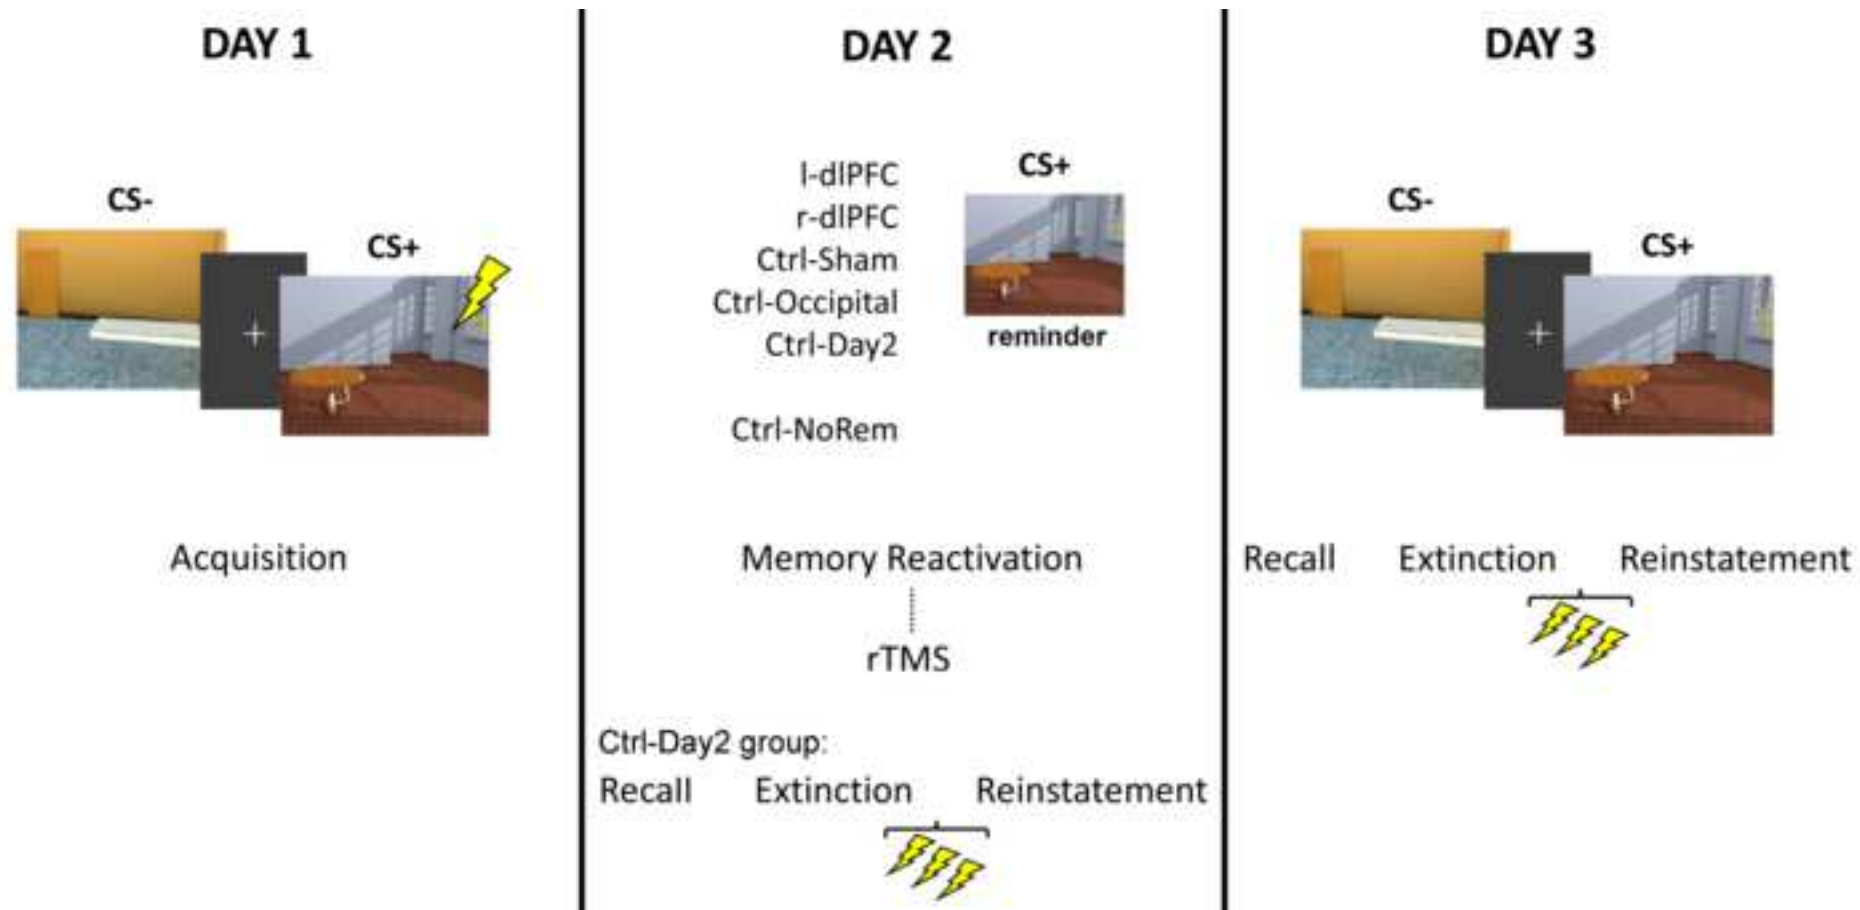 DAY 1
CS-
CS+
Acquisition
DAY 2
l-dlPFC
r-dlPFC
Ctrl-Sham
Ctrl-Occipital
Ctrl-Day2
Ctrl-NoRem
CS+
reminder
Memory Reactivation
rTMS
Ctrl-Day2 group:
Recall Extinction Reinstatement
DAY 3
CS-
CS+
Recall Extinction Reinstatement